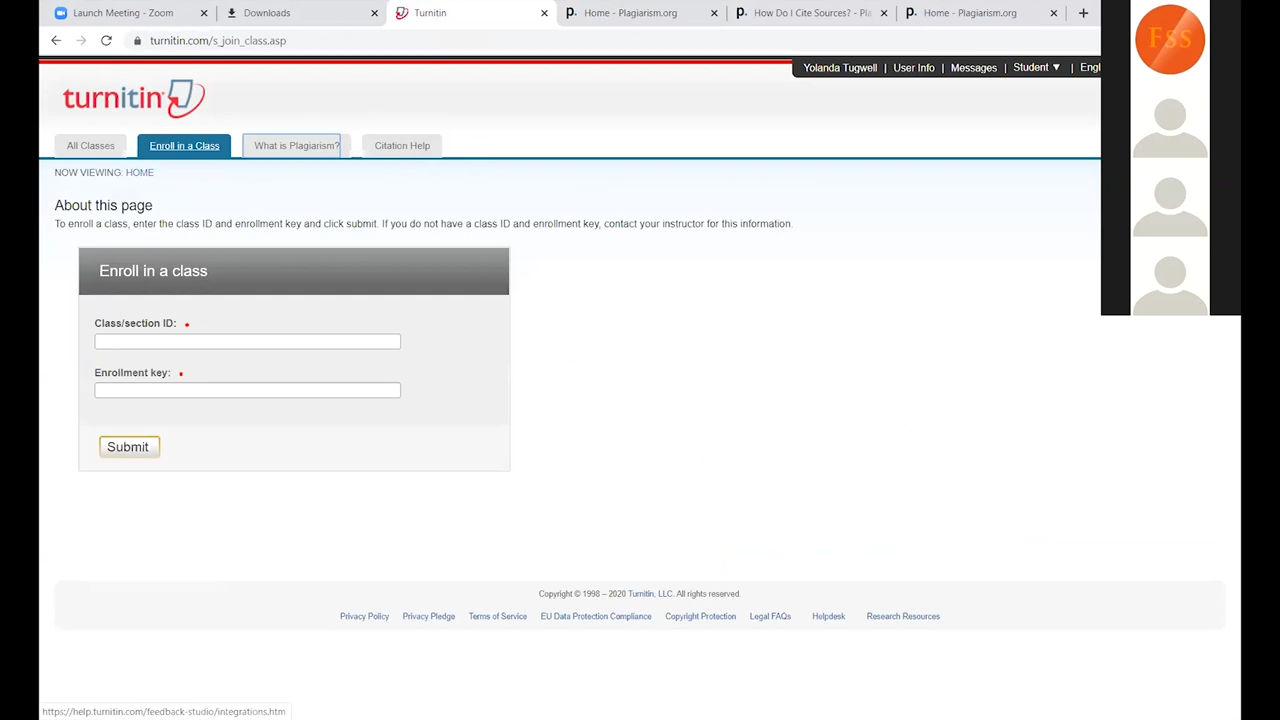 Launch Meeting - Zoom
Downloads
Turnitin
Home - Plagiarism.org
How Do I Cite Sources? - Pla
Home - Plagiarism.org
turnitin.com/s_join_class.asp
Yolanda Tugwell | User Info | Messages | Student ▼ | Engl
turnitin
All Classes
Enroll in a Class
What is Plagiarism?
Citation Help
NOW VIEWING: HOME
About this page
To enroll a class, enter the class ID and enrollment key and click submit. If you do not have a class ID and enrollment key, contact your instructor for this information.
Enroll in a class
Class/section ID:
Enrollment key:
Submit
Copyright © 1998 – 2020 Turnitin, LLC. All rights reserved.
Privacy Policy Privacy Pledge Terms of Service EU Data Protection Compliance Copyright Protection Legal FAQs Helpdesk Research Resources
https://help.turnitin.com/feedback-studio/integrations.htm
Fss